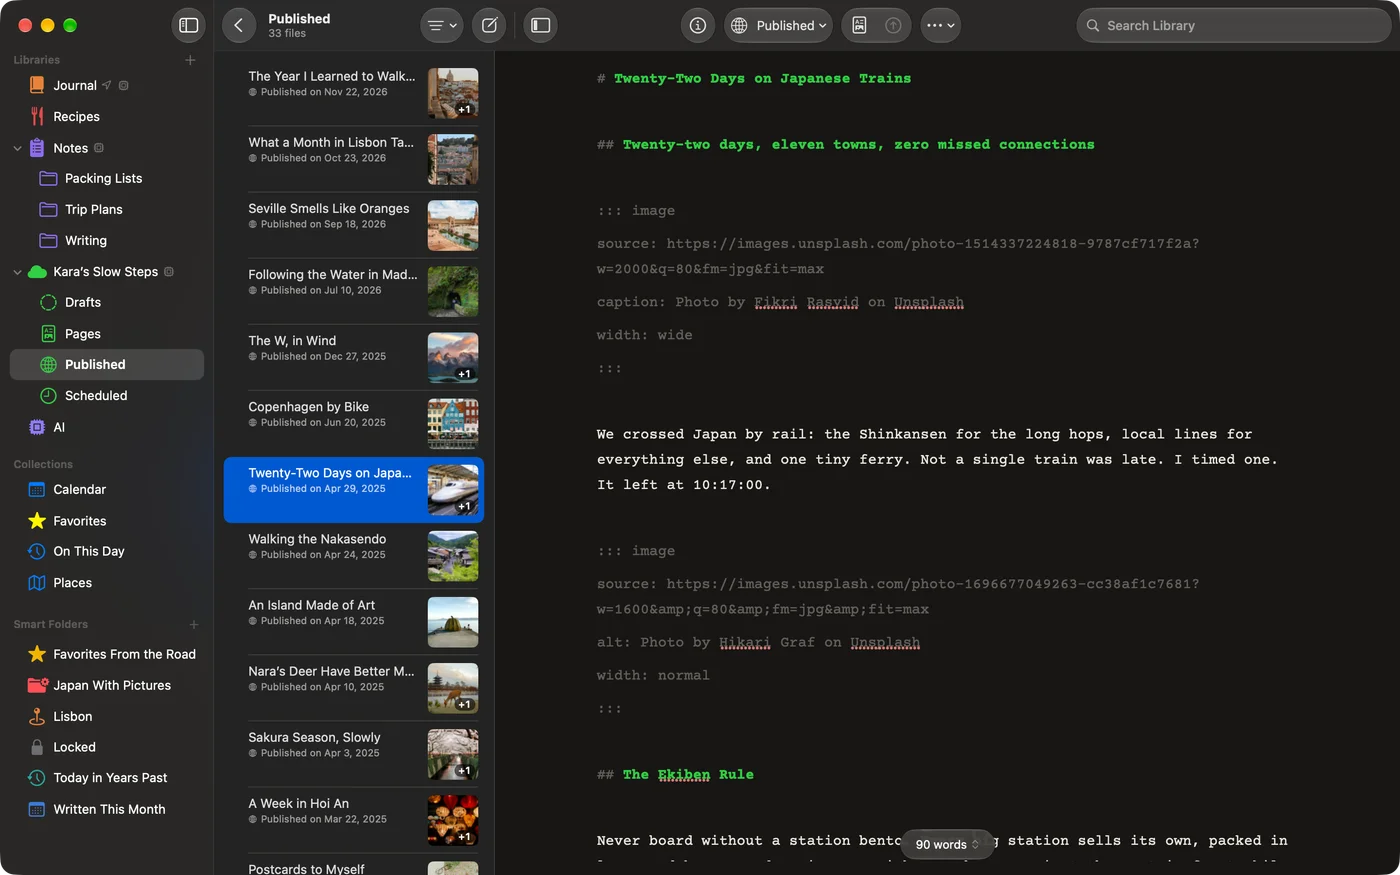 Libraries
Journal
Recipes
Notes
Packing Lists
Trip Plans
Writing
Kara's Slow Steps
Drafts
Pages
Published
Scheduled
AI
Collections
Calendar
Favorites
On This Day
Places
Smart Folders
Favorites From the Road
Japan With Pictures
Lisbon
Locked
Today in Years Past
Written This Month
Published
33 files
The Year I Learned to Walk...
Published on Nov 22, 2026
+1
What a Month in Lisbon Ta...
Published on Oct 23, 2026
Seville Smells Like Oranges
Published on Sep 18, 2026
Following the Water in Mad...
Published on Jul 10, 2026
The W, in Wind
Published on Dec 27, 2025
+1
Copenhagen by Bike
Published on Jun 20, 2025
Twenty-Two Days on Japa...
Published on Apr 29, 2025
+1
Walking the Nakasendo
Published on Apr 24, 2025
An Island Made of Art
Published on Apr 18, 2025
Nara's Deer Have Better M...
Published on Apr 10, 2025
+1
Sakura Season, Slowly
Published on Apr 3, 2025
+1
A Week in Hoi An
Published on Mar 22, 2025
+1
Postcards to Myself
Published
Search Library
# Twenty-Two Days on Japanese Trains
## Twenty-two days, eleven towns, zero missed connections
::: image
source: https://images.unsplash.com/photo-1514337224818-9787cf717f2a?
w=2000&q=80&fm=jpg&fit=max
caption: Photo by Fikri Rasyid on Unsplash
width: wide
:::
We crossed Japan by rail: the Shinkansen for the long hops, local lines for
everything else, and one tiny ferry. Not a single train was late. I timed one.
It left at 10:17:00.
::: image
source: https://images.unsplash.com/photo-1696677049263-cc38af1c7681?
w=1600&amp;q=80&amp;fm=jpg&amp;fit=max
alt: Photo by Hikari Graf on Unsplash
width: normal
:::
## The Ekiben Rule
Never board without a station bento station sells its own, packed in
90 words